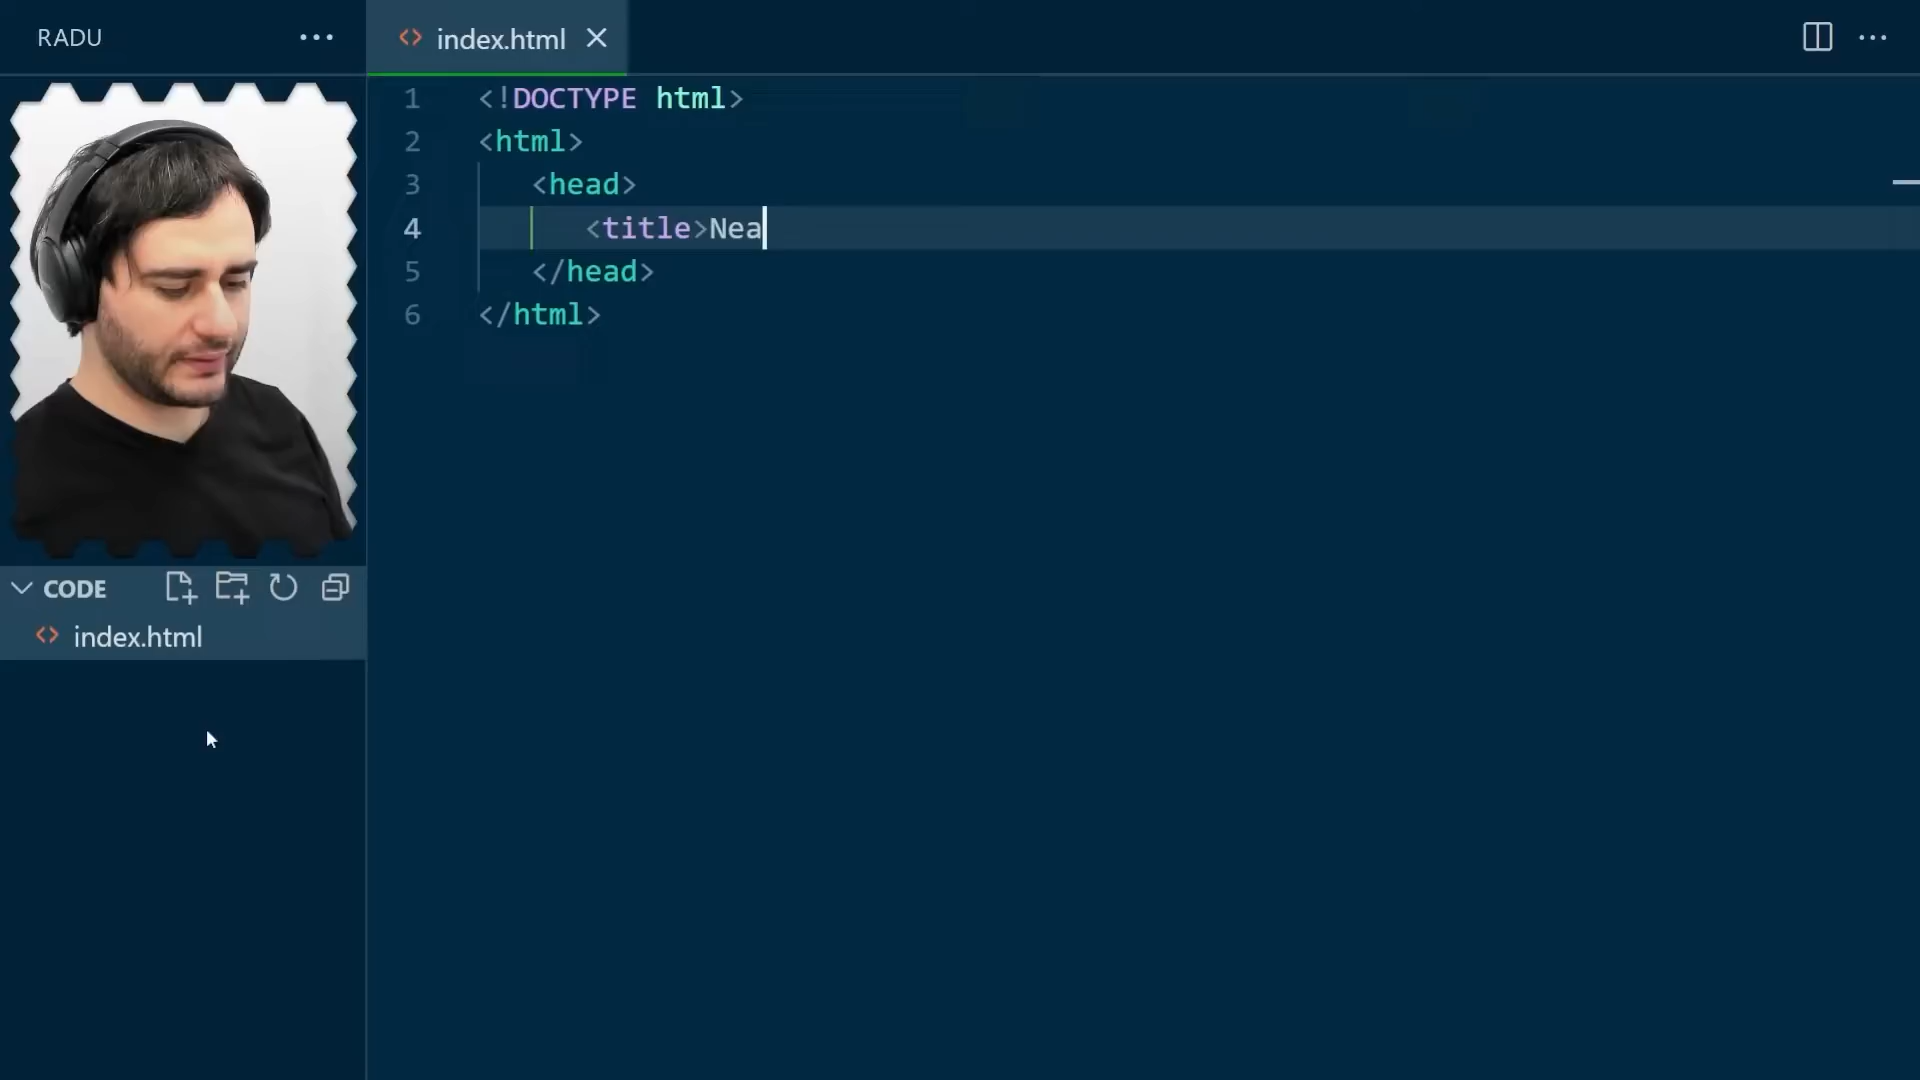 RADU
index.html
1 <!DOCTYPE html>
2 <html>
3 <head>
4 <title>Nea
5 </head>
6 </html>
CODE
index.html